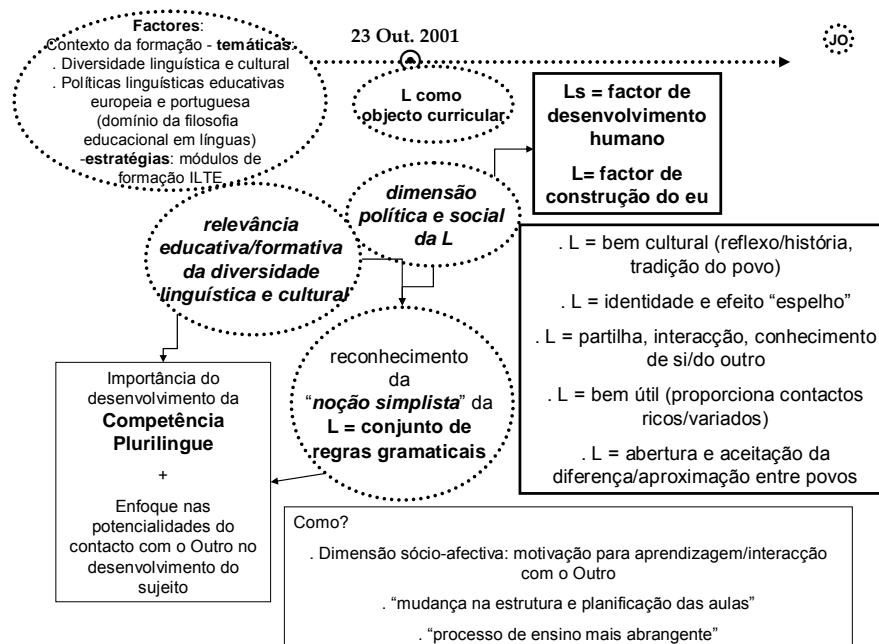 Factores:
Contexto da formação - temáticas:
. Diversidade linguística e cultural
. Políticas linguísticas educativas
europeia e portuguesa
(domínio da filosofia
educacional em línguas)
-estratégias: módulos de
formação ILTE
23 Out. 2001
JO
L como
objecto curricular
Ls = factor de
desenvolvimento
humano
L= factor de
construção do eu
dimensão
política e social
da L
relevância
educativa/formativa
da diversidade
linguística e cultural
. L = bem cultural (reflexo/história,
tradição do povo)
. L = identidade e efeito “espelho”
. L = partilha, interacção, conhecimento
de si/do outro
. L = bem útil (proporciona contactos
ricos/variados)
. L = abertura e aceitação da
diferença/aproximação entre povos
reconhecimento
da
“noção simplista” da
L = conjunto de
regras gramaticais
Importância do
desenvolvimento da
Competência
Plurilingue
+
Enfoque nas
potencialidades do
contacto com o Outro no
desenvolvimento do
sujeito
Como?
. Dimensão sócio-afectiva: motivação para aprendizagem/interacção
com o Outro
. “mudança na estrutura e planificação das aulas”
. “processo de ensino mais abrangente”